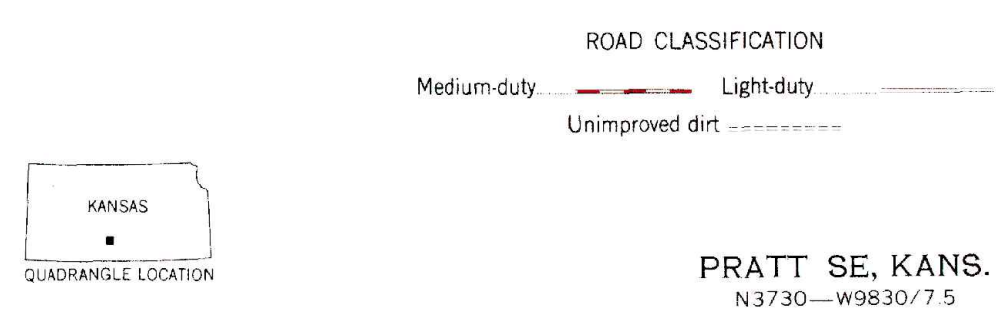 ROAD CLASSIFICATION
Medium-duty Light-duty
Unimproved dirt
KANSAS
QUADRANGLE LOCATION
PRATT SE, KANS.
N3730—W9830/7.5